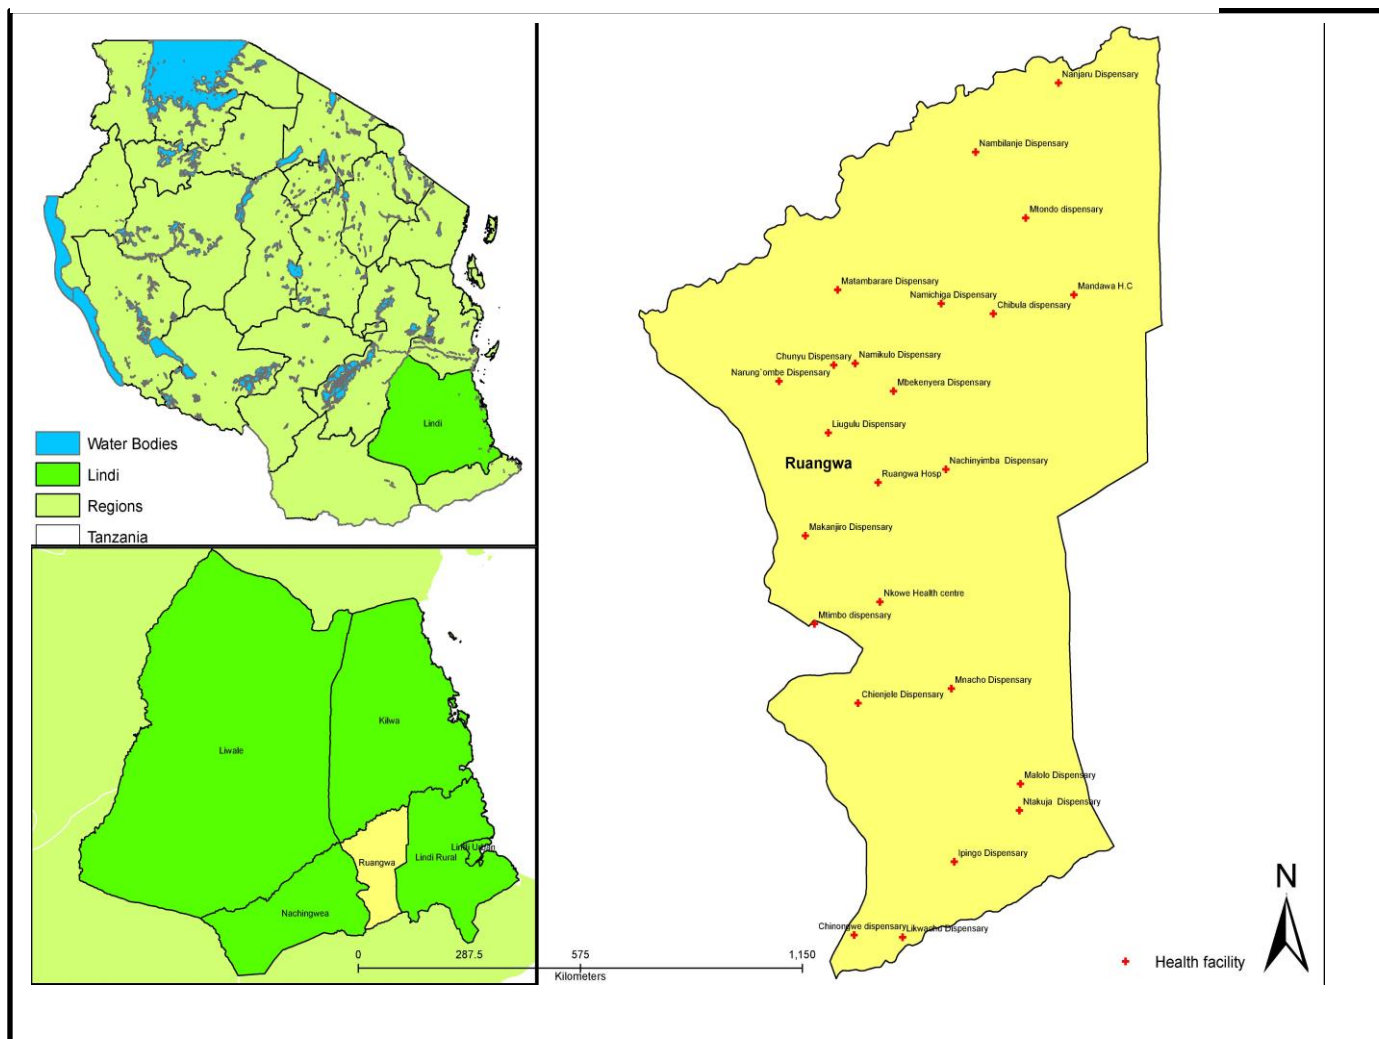 Lindi
Water Bodies
Lindi
Regions
Tanzania
Liwale
Kilwa
Ruangwa
Lindi Rural
Lindi Urban
Nachingwea
0
287.5
575
1,150
Kilometers
Nanjaru Dispensary
Nambilanje Dispensary
Mtondo dispensary
Matambarare Dispensary
Namichiga Dispensary
Mandawa H.C
Chibula dispensary
Chunyu Dispensary
Namikulo Dispensary
Narung`ombe Dispensary
Mbekenyera Dispensary
Liugulu Dispensary
Ruangwa
Nachinyimba Dispensary
Ruangwa Hosp
Makanjiro Dispensary
Nkowe Health centre
Mtimbo dispensary
Mnacho Dispensary
Chienjele Dispensary
Malolo Dispensary
Ntakuja Dispensary
Ipingo Dispensary
Chinongwe dispensary
Likwachu Dispensary
N
Health facility